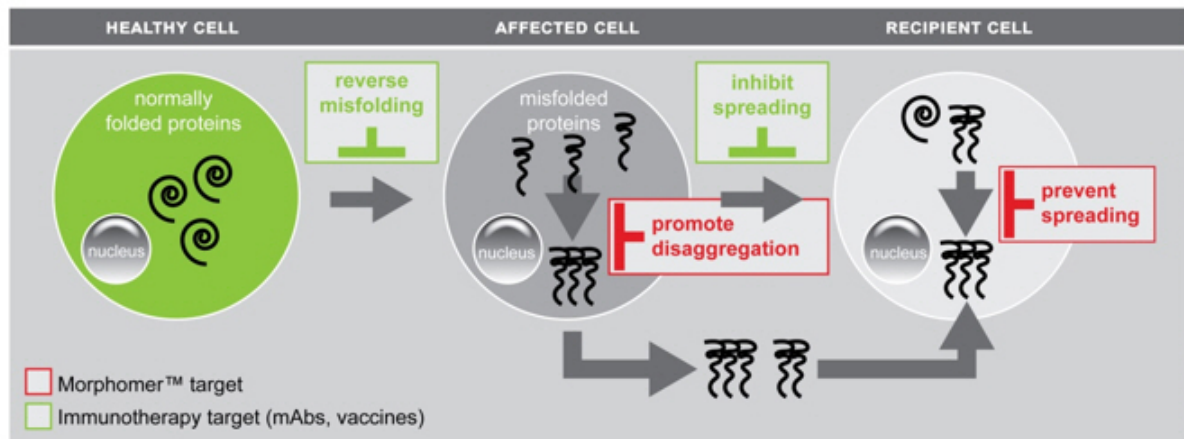 HEALTHY CELL
AFFECTED CELL
RECIPIENT CELL
normally
folded proteins
nucleus
reverse
misfolding
misfolded
proteins
nucleus
promote
disaggregation
inhibit
spreading
nucleus
prevent
spreading
Morphomer™ target
Immunotherapy target (mAbs, vaccines)